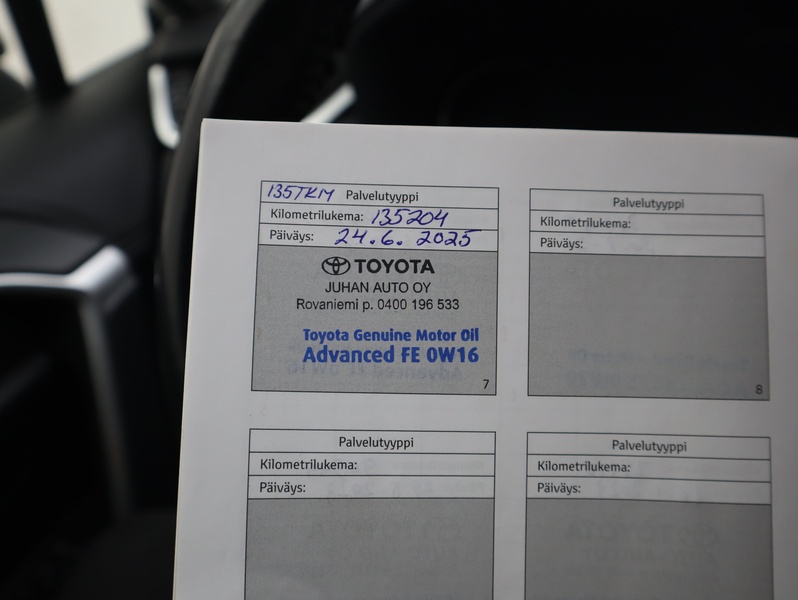 135TKM Palvelutyyppi
Kilometrilukema: 135204
Päiväys: 24.6. 2025
TOYOTA
JUHAN AUTO OY
Rovaniemi p. 0400 196 533
Toyota Genuine Motor Oil
Advanced FE 0W16
7
Palvelutyyppi
Kilometrilukema:
Päiväys:
8
Palvelutyyppi
Kilometrilukema:
Päiväys:
Palvelutyyppi
Kilometrilukema:
Päiväys: